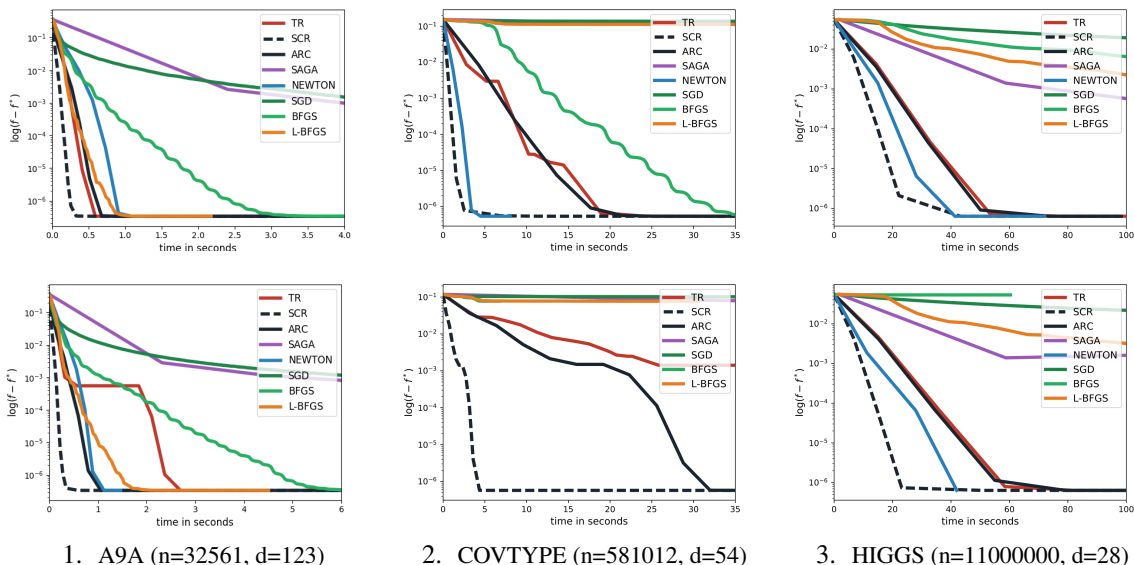 TR
SCR
ARC
SAGA
NEWTON
SGD
BFGS
L-BFGS
log(f − f*)
10⁻¹
10⁻²
10⁻³
10⁻⁴
10⁻⁵
10⁻⁶
0.0 0.5 1.0 1.5 2.0 2.5 3.0 3.5 4.0
time in seconds
TR
SCR
ARC
SAGA
NEWTON
SGD
BFGS
L-BFGS
log(f − f*)
10⁻¹
10⁻²
10⁻³
10⁻⁴
10⁻⁵
10⁻⁶
0 5 10 15 20 25 30 35
time in seconds
TR
SCR
ARC
SAGA
NEWTON
SGD
BFGS
L-BFGS
log(f − f*)
10⁻²
10⁻³
10⁻⁴
10⁻⁵
10⁻⁶
0 20 40 60 80 100
time in seconds
TR
SCR
ARC
SAGA
NEWTON
SGD
BFGS
L-BFGS
log(f − f*)
10⁻¹
10⁻²
10⁻³
10⁻⁴
10⁻⁵
10⁻⁶
0 1 2 3 4 5 6
time in seconds
TR
SCR
ARC
SAGA
SGD
BFGS
L-BFGS
log(f − f*)
10⁻¹
10⁻²
10⁻³
10⁻⁴
10⁻⁵
10⁻⁶
0 5 10 15 20 25 30 35
time in seconds
TR
SCR
ARC
SAGA
NEWTON
SGD
BFGS
L-BFGS
log(f − f*)
10⁻²
10⁻³
10⁻⁴
10⁻⁵
10⁻⁶
0 20 40 60 80 100
time in seconds
1. A9A (n=32561, d=123)
2. COVTYPE (n=581012, d=54)
3. HIGGS (n=11000000, d=28)